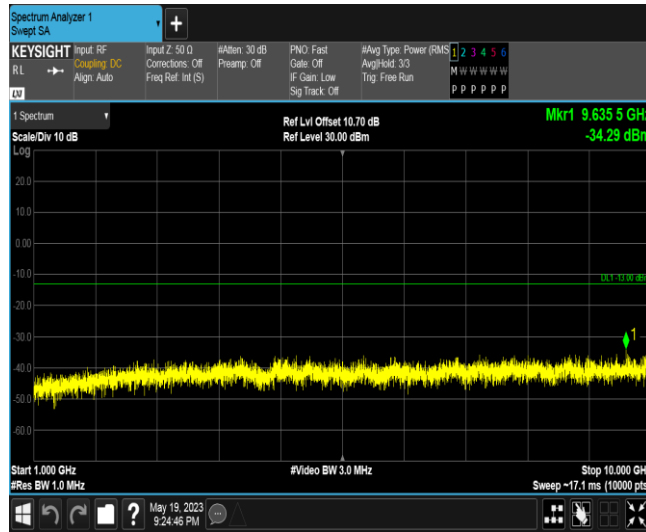 Spectrum Analyzer 1
Swept SA
+
KEYSIGHT
RL
LXI
Input: RF
Coupling: DC
Align: Auto
Input Z: 50 Ω
Corrections: Off
Freq Ref: Int (S)
#Atten: 30 dB
Preamp: Off
PNO: Fast
Gate: Off
IF Gain: Low
Sig Track: Off
#Avg Type: Power (RMS
Avg|Hold: 3/3
Trig: Free Run
1 2 3 4 5 6
M W W W W W
P P P P P P
1 Spectrum
Scale/Div 10 dB
Ref Lvl Offset 10.70 dB
Ref Level 30.00 dBm
Mkr1 9.635 5 GHz
-34.29 dBm
Log
20.0
10.0
0.00
-10.0
DL1 -13.00 dBm
-20.0
-30.0
1
-40.0
-50.0
-60.0
Start 1.000 GHz
#Res BW 1.0 MHz
#Video BW 3.0 MHz
Stop 10.000 GH
Sweep ~17.1 ms (10000 pts
?
May 19, 2023
9:24:46 PM